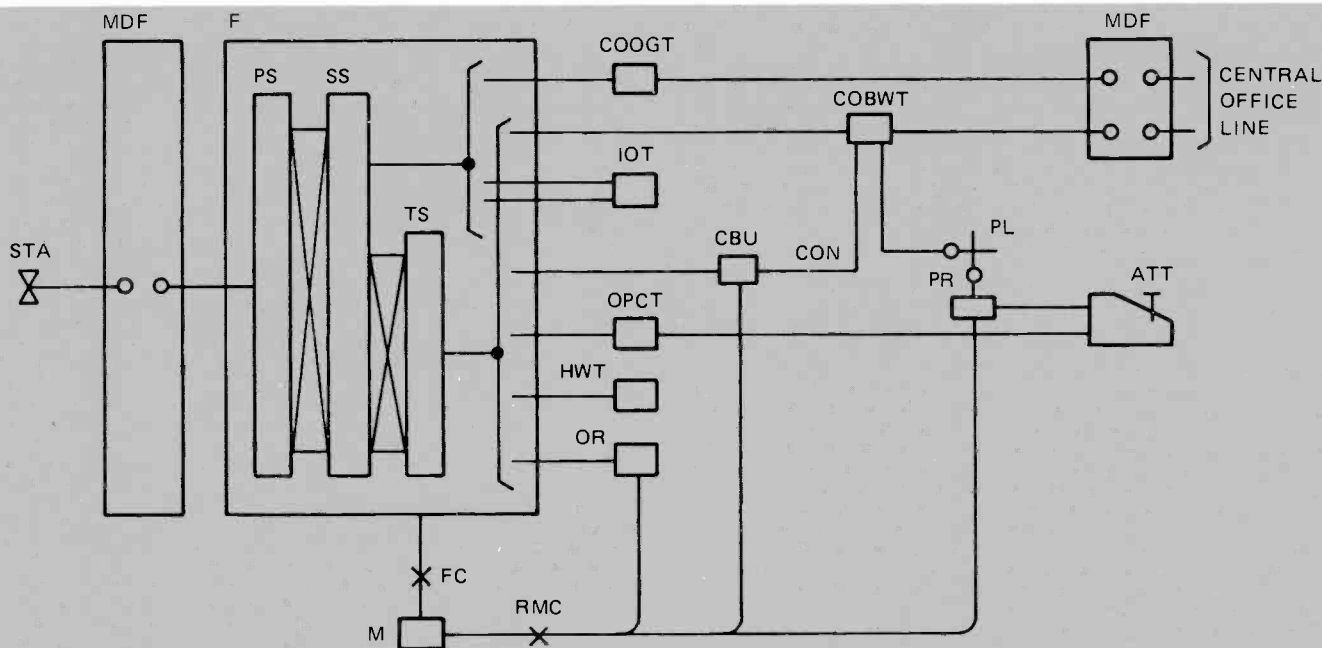 MDF
F
COOGT
MDF
PS
SS
CENTRAL
OFFICE
LINE
COBWT
IOT
TS
STA
CBU
CON
PL
PR
ATT
OPCT
HWT
OR
FC
RMC
M